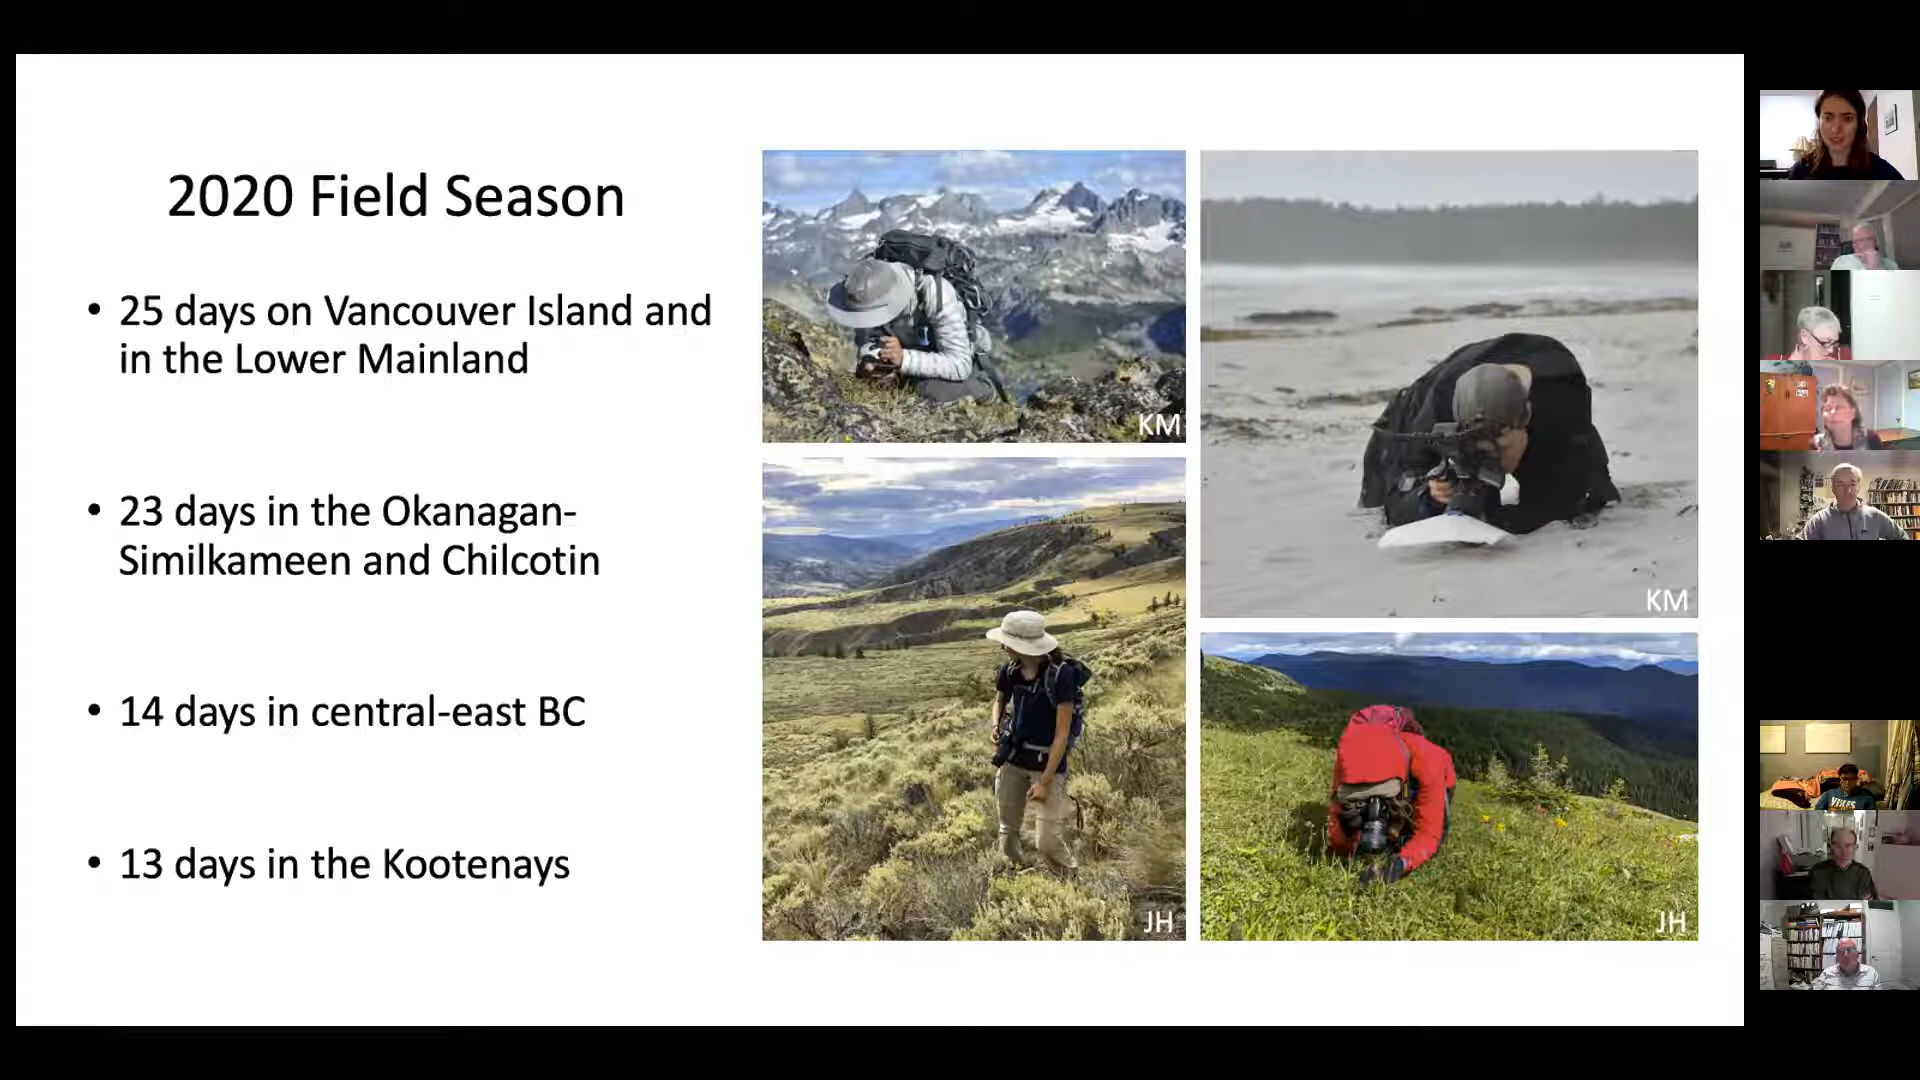 2020 Field Season
• 25 days on Vancouver Island and
in the Lower Mainland
• 23 days in the Okanagan-
Similkameen and Chilcotin
• 14 days in central-east BC
• 13 days in the Kootenays
KM
KM
JH
JH